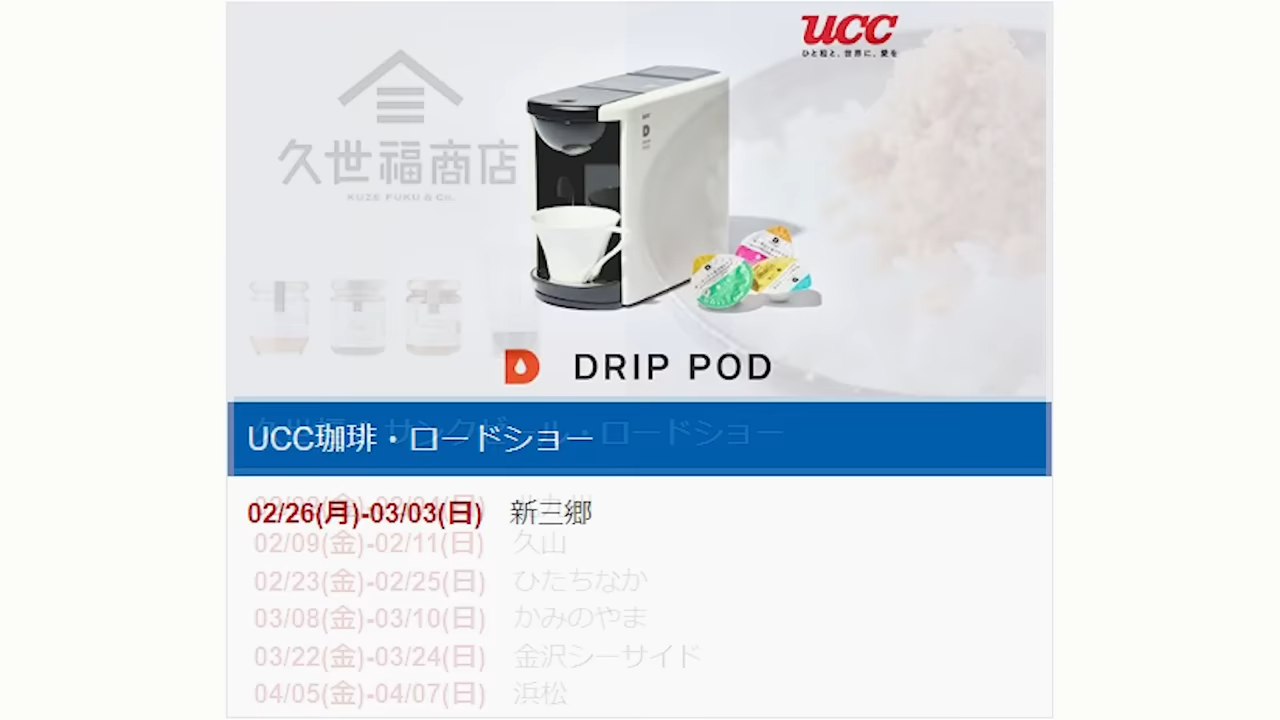 UCC
ひと粒と、世界に、愛を
久世福商店
KUZE FUKU & Co.
DRIP POD
UCC珈琲・ロードショー
02/26(月)-03/03(日) 新三郷
02/09(金)-02/11(日) 久山
02/23(金)-02/25(日) ひたちなか
03/08(金)-03/10(日) かみのやま
03/22(金)-03/24(日) 金沢シーサイド
04/05(金)-04/07(日) 浜松